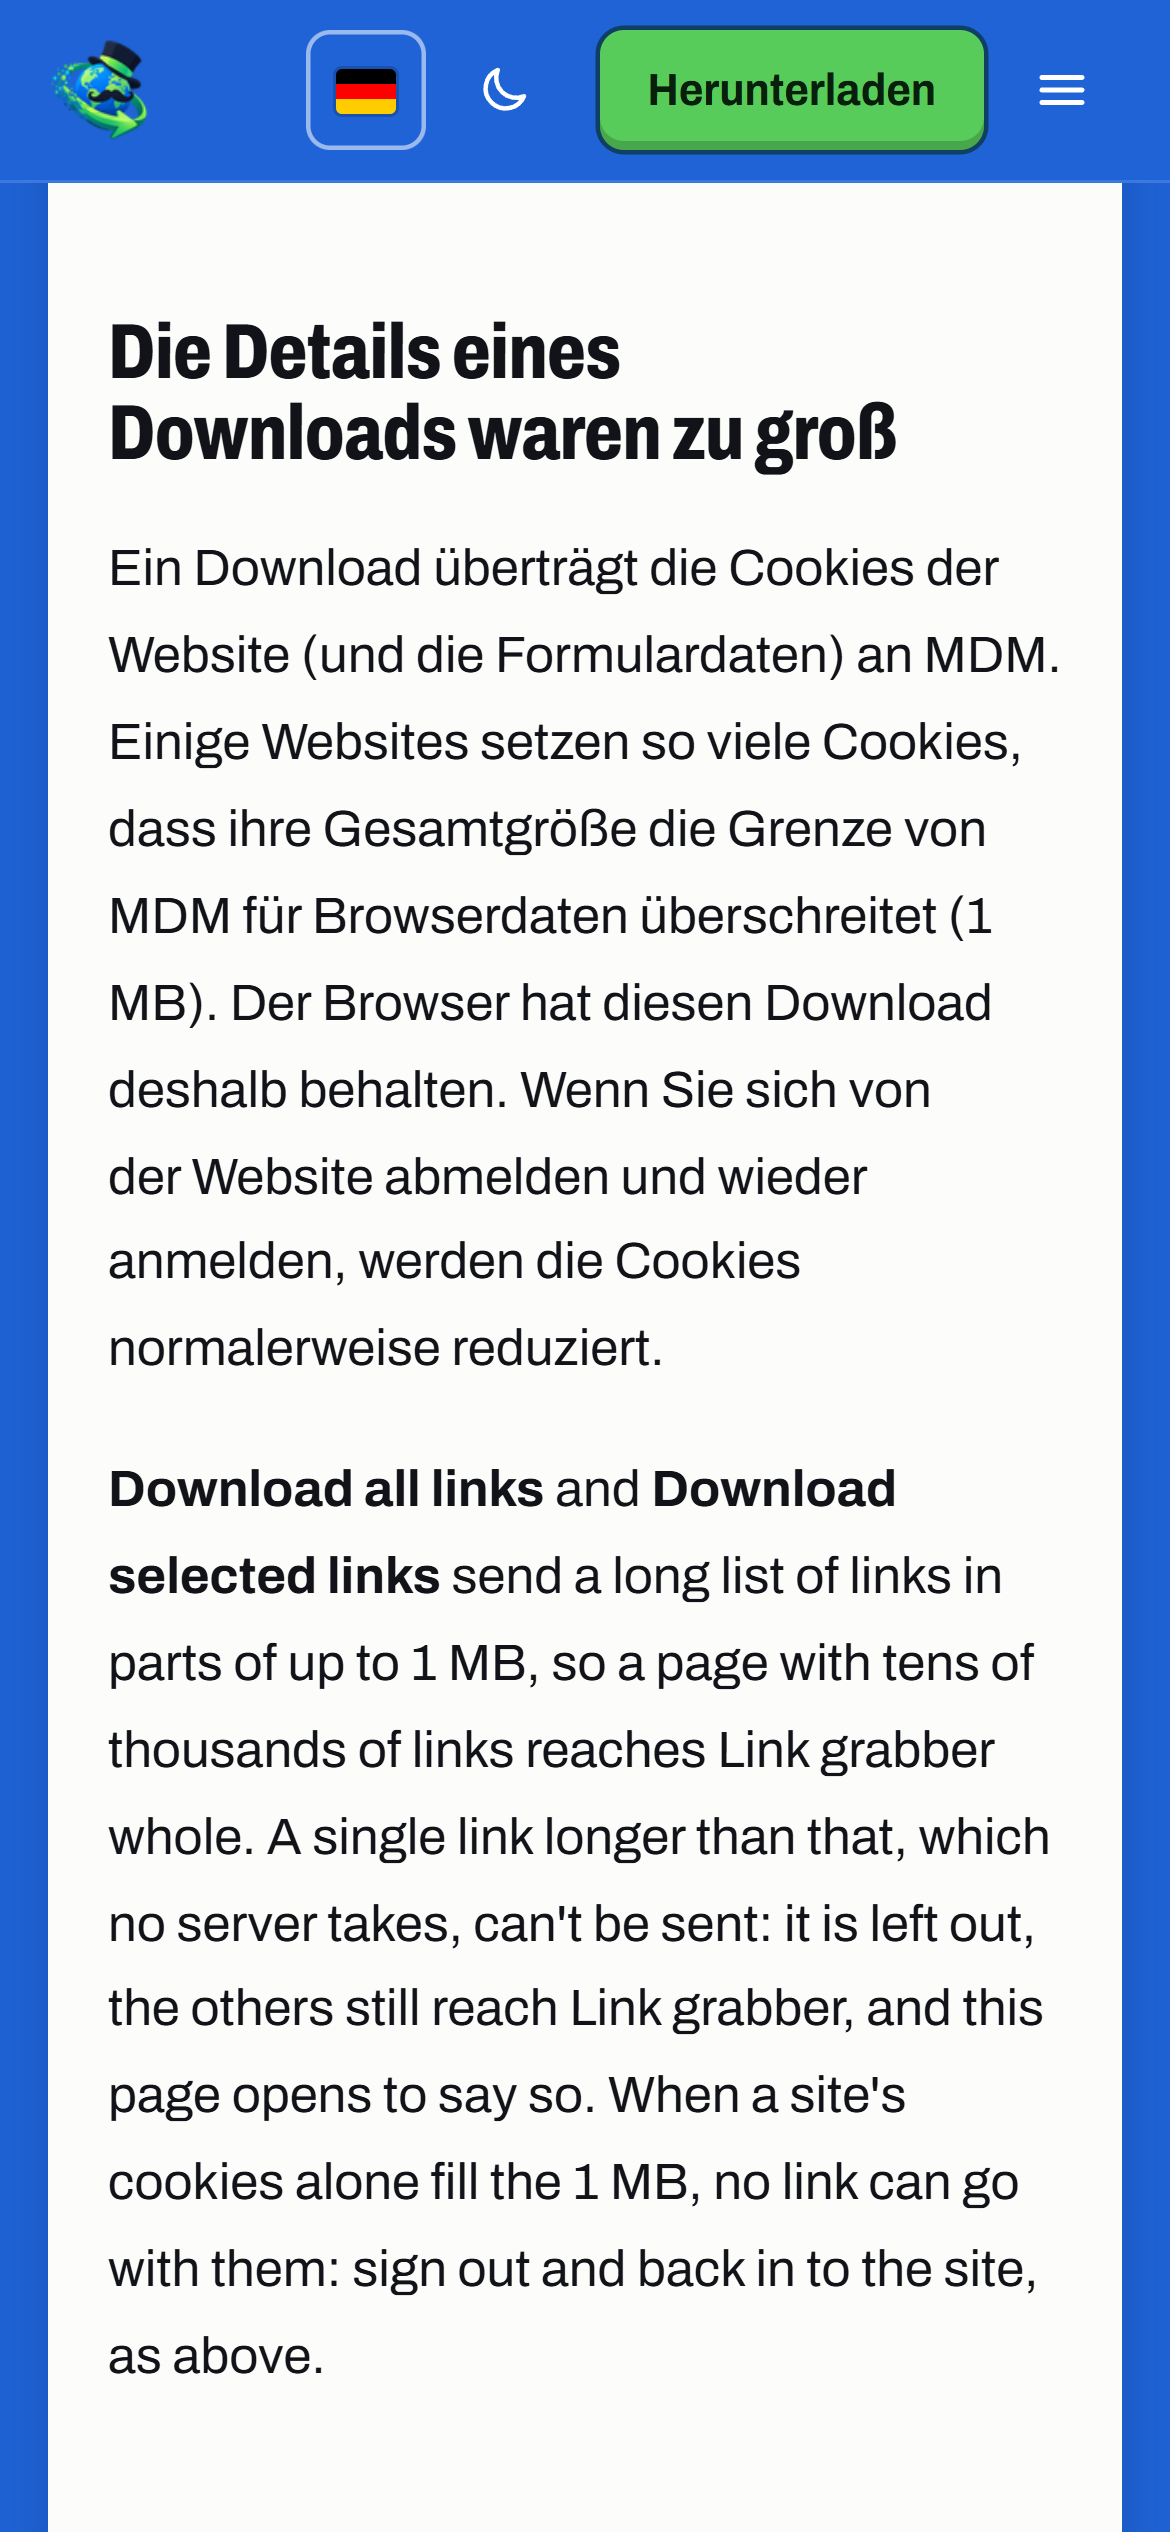 Herunterladen
Die Details eines
Downloads waren zu groß
Ein Download überträgt die Cookies der
Website (und die Formulardaten) an MDM.
Einige Websites setzen so viele Cookies,
dass ihre Gesamtgröße die Grenze von
MDM für Browserdaten überschreitet (1
MB). Der Browser hat diesen Download
deshalb behalten. Wenn Sie sich von
der Website abmelden und wieder
anmelden, werden die Cookies
normalerweise reduziert.
Download all links and Download
selected links send a long list of links in
parts of up to 1 MB, so a page with tens of
thousands of links reaches Link grabber
whole. A single link longer than that, which
no server takes, can't be sent: it is left out,
the others still reach Link grabber, and this
page opens to say so. When a site's
cookies alone fill the 1 MB, no link can go
with them: sign out and back in to the site,
as above.